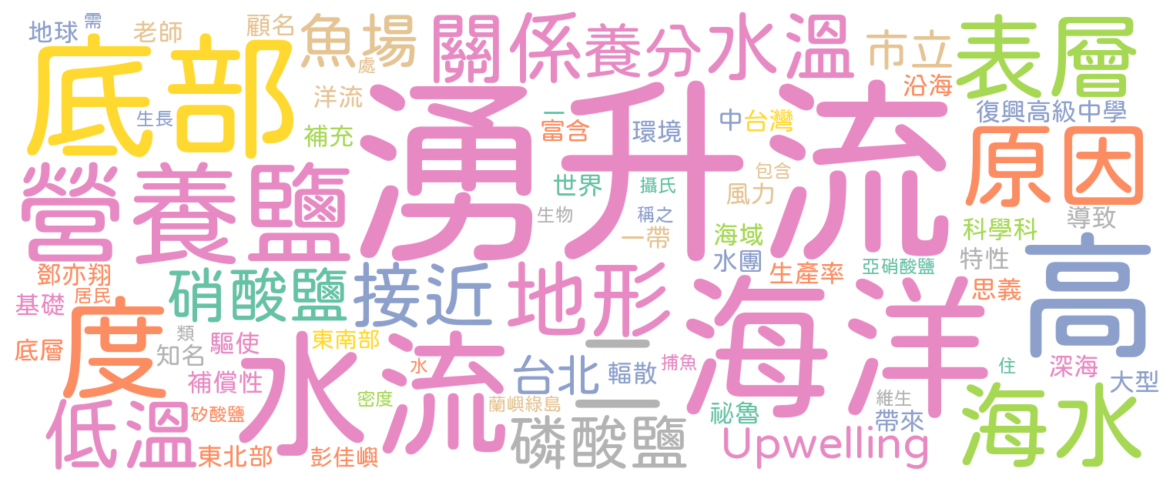 地球
需
老師
顧名
魚場
處
關係
養分
水溫
市立
表層
底部
洋流
沿海
復興高級中學
生長
補充
湧升流
一
富含
環境
中
台灣
原因
營養鹽
世界
攝氏
包含
風力
生物
稱之
一帶
海域
科學科
導致
水團
生產率
亞硝酸鹽
特性
思義
高
鄧亦翔
居民
基礎
硝酸鹽
接近
地形
海洋
度
底層
類
知名
驅使
東南部
水流
水
台北
一
輻散
捕魚
住
深海
大型
補償性
密度
蘭嶼綠島
一
祕魯
維生
帶來
海水
低溫
矽酸鹽
東北部
彭佳嶼
磷酸鹽
Upwelling